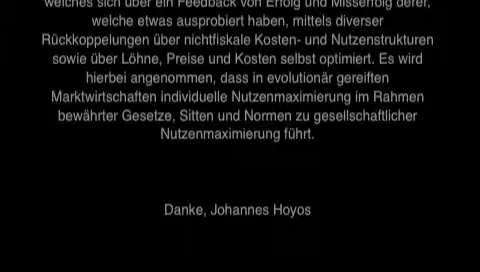 welches sich über ein Feedback von Erfolg und Misserfolg derer,
welche etwas ausprobiert haben, mittels diverser
Rückkoppelungen über nichtfiskale Kosten- und Nutzenstrukturen
sowie über Löhne, Preise und Kosten selbst optimiert. Es wird
hierbei angenommen, dass in evolutionär gereiften
Marktwirtschaften individuelle Nutzenmaximierung im Rahmen
bewährter Gesetze, Sitten und Normen zu gesellschaftlicher
Nutzenmaximierung führt.
Danke, Johannes Hoyos